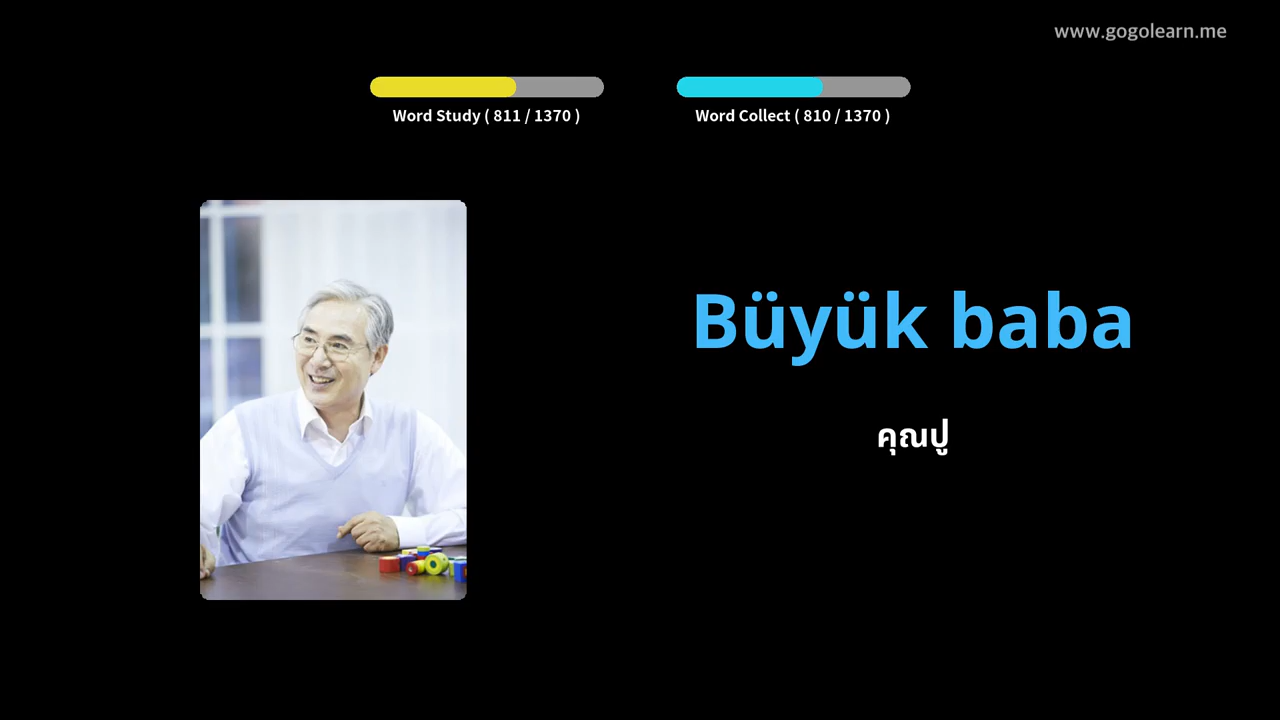 www.gogolearn.me
Word Study ( 811 / 1370 )
Word Collect ( 810 / 1370 )
Büyük baba
คุณปู่